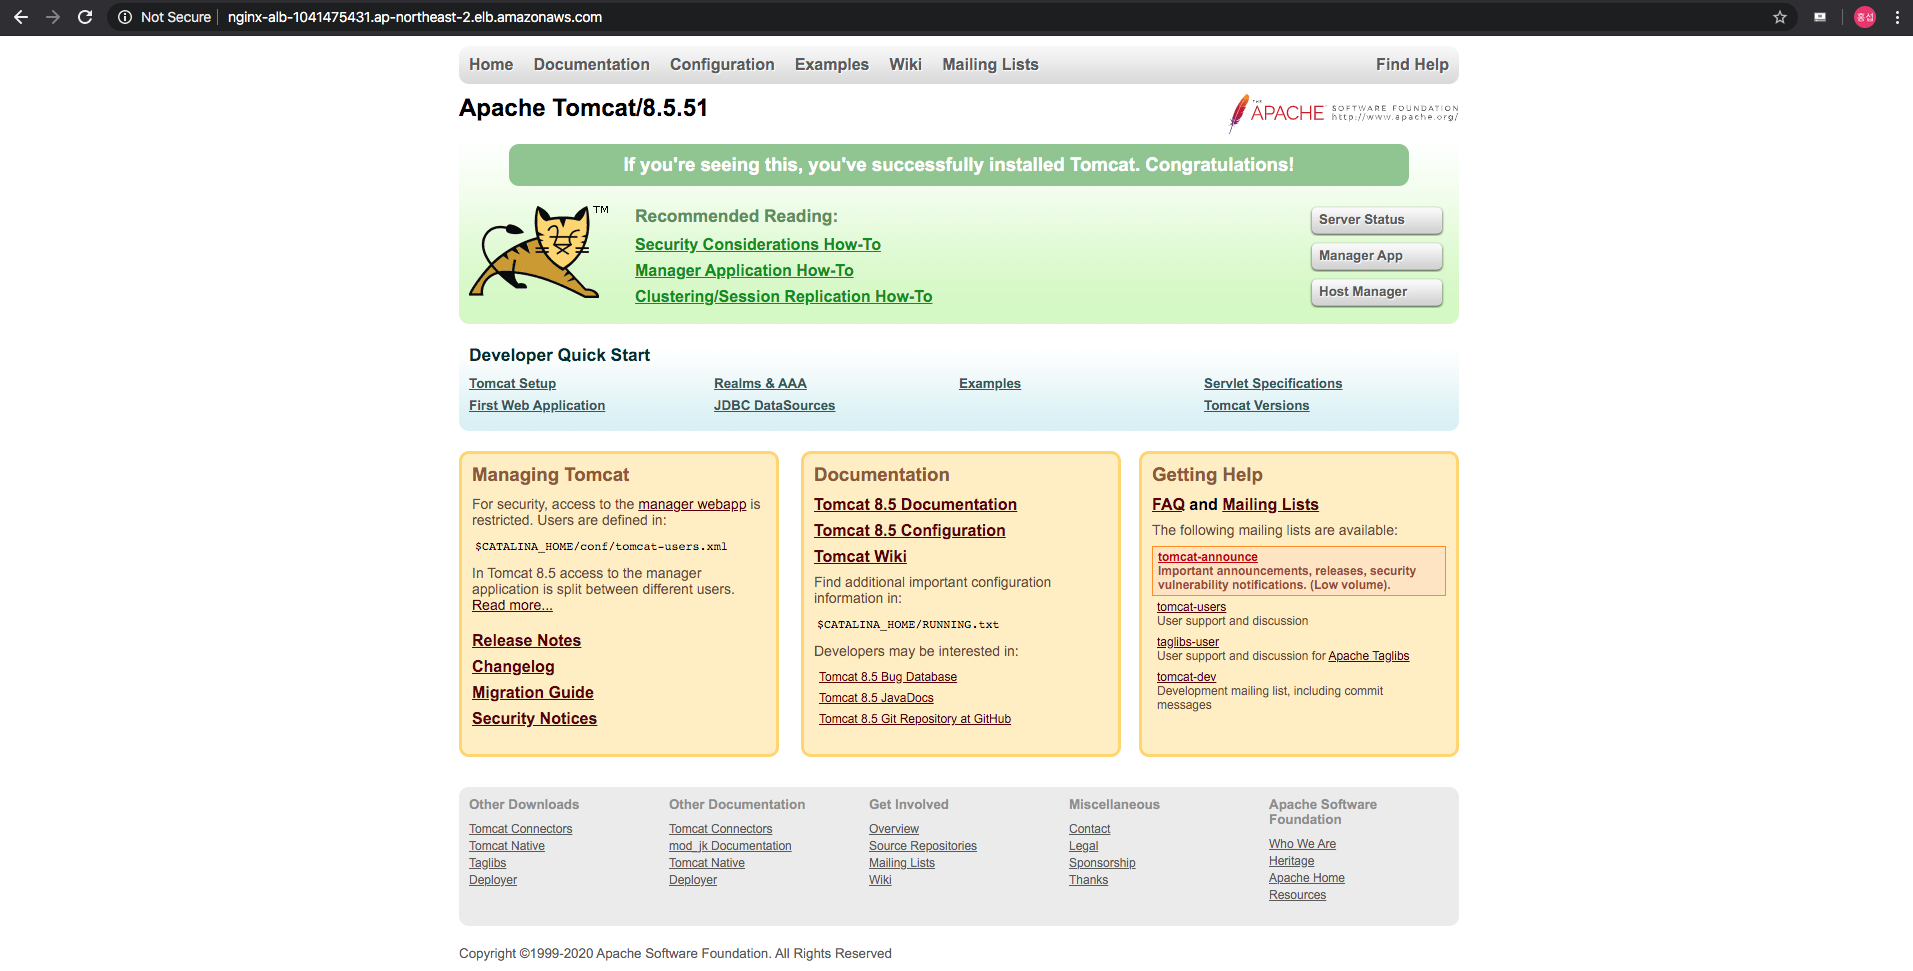 Not Secure
nginx-alb-1041475431.ap-northeast-2.elb.amazonaws.com
홍섭
Home Documentation Configuration Examples Wiki Mailing Lists Find Help
Apache Tomcat/8.5.51
THE APACHE SOFTWARE FOUNDATION
http://www.apache.org/
If you're seeing this, you've successfully installed Tomcat. Congratulations!
TM
Recommended Reading:
Security Considerations How-To
Manager Application How-To
Clustering/Session Replication How-To
Server Status
Manager App
Host Manager
Developer Quick Start
Tomcat Setup
First Web Application
Realms & AAA
JDBC DataSources
Examples
Servlet Specifications
Tomcat Versions
Managing Tomcat
For security, access to the manager webapp is
restricted. Users are defined in:
$CATALINA_HOME/conf/tomcat-users.xml
In Tomcat 8.5 access to the manager
application is split between different users.
Read more...
Release Notes
Changelog
Migration Guide
Security Notices
Documentation
Tomcat 8.5 Documentation
Tomcat 8.5 Configuration
Tomcat Wiki
Find additional important configuration
information in:
$CATALINA_HOME/RUNNING.txt
Developers may be interested in:
Tomcat 8.5 Bug Database
Tomcat 8.5 JavaDocs
Tomcat 8.5 Git Repository at GitHub
Getting Help
FAQ and Mailing Lists
The following mailing lists are available:
tomcat-announce
Important announcements, releases, security
vulnerability notifications. (Low volume).
tomcat-users
User support and discussion
taglibs-user
User support and discussion for Apache Taglibs
tomcat-dev
Development mailing list, including commit
messages
Other Downloads
Tomcat Connectors
Tomcat Native
Taglibs
Deployer
Other Documentation
Tomcat Connectors
mod_jk Documentation
Tomcat Native
Deployer
Get Involved
Overview
Source Repositories
Mailing Lists
Wiki
Miscellaneous
Contact
Legal
Sponsorship
Thanks
Apache Software
Foundation
Who We Are
Heritage
Apache Home
Resources
Copyright ©1999-2020 Apache Software Foundation. All Rights Reserved